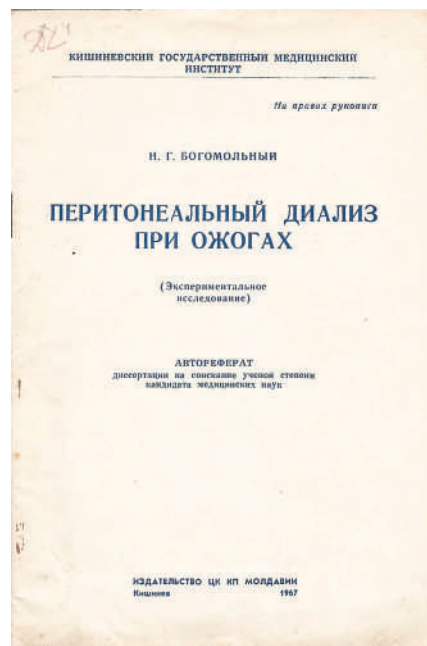 КИШИНЕВСКИЙ ГОСУДАРСТВЕННЫЙ МЕДИЦИНСКИЙ
ИНСТИТУТ
На правах рукописи
Н. Г. БОГОМОЛЬНЫЙ
ПЕРИТОНЕАЛЬНЫЙ ДИАЛИЗ
ПРИ ОЖОГАХ
(Экспериментальное
исследование)
АВТОРЕФЕРАТ
диссертации на соискание ученой степени
кандидата медицинских наук
ИЗДАТЕЛЬСТВО ЦК КП МОЛДАВИИ
Кишинев 1967